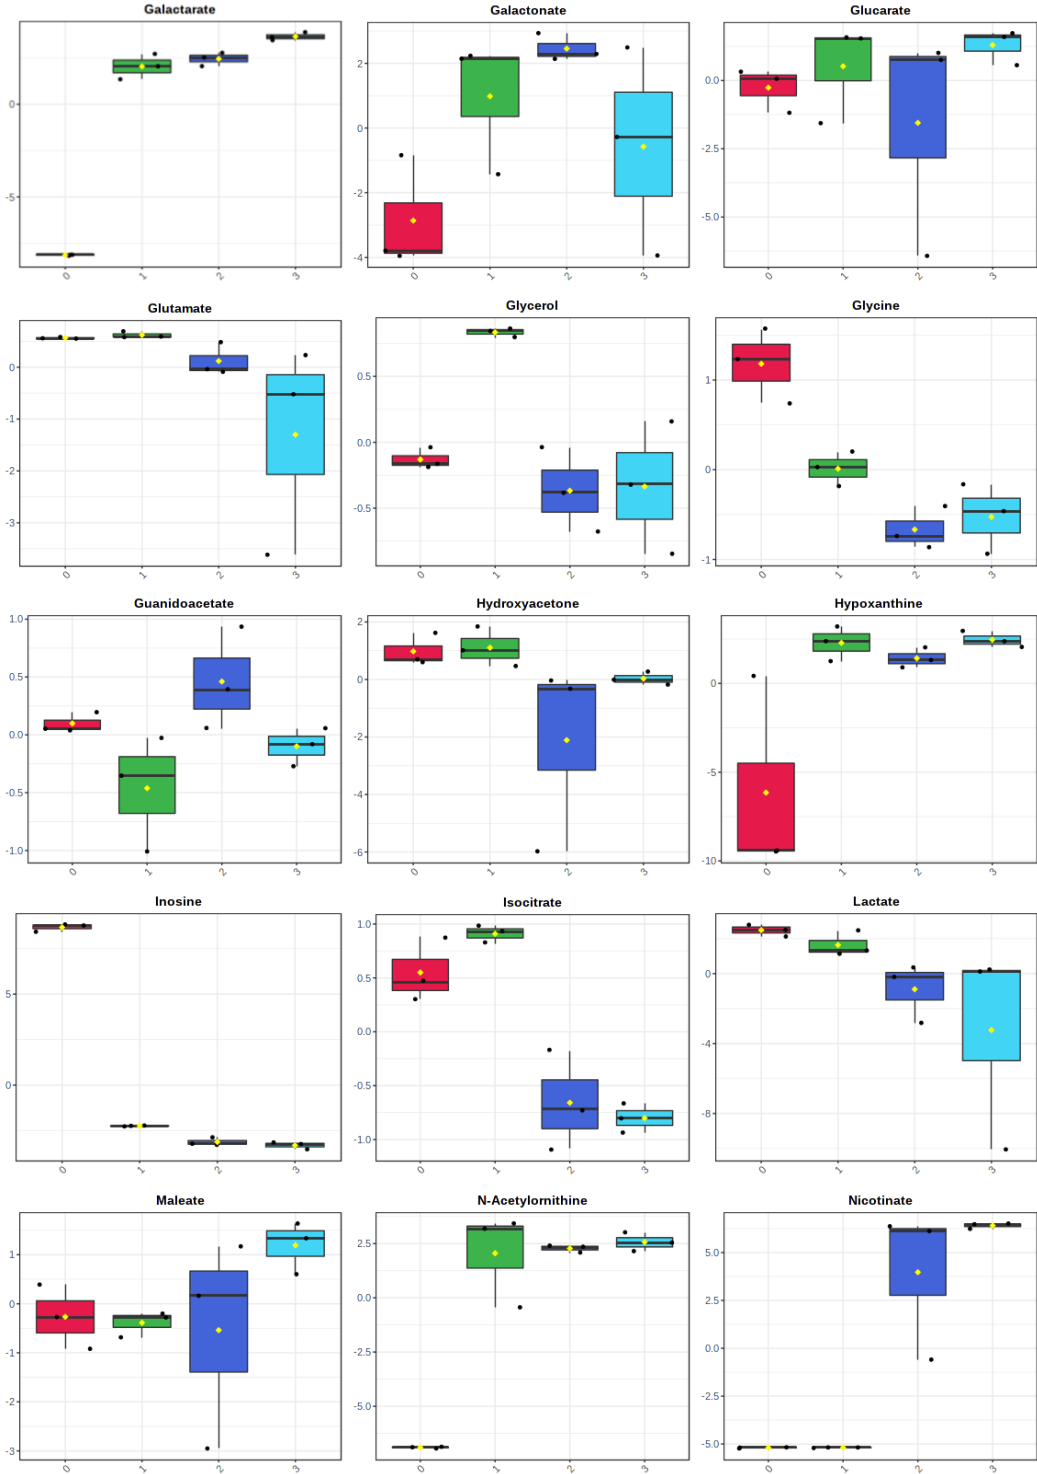 Galactarate
0
-5
0 1 2 3
Galactonate
2
0
-2
-4
0 1 2 3
Glucarate
0.0
-2.5
-5.0
0 1 2 3
Glutamate
0
-1
-2
-3
0 1 2 3
Glycerol
0.5
0.0
-0.5
0 1 2 3
Glycine
1
0
-1
0 1 2 3
Guanidoacetate
1.0
0.5
0.0
-0.5
-1.0
0 1 2 3
Hydroxyacetone
2
0
-2
-4
-6
0 1 2 3
Hypoxanthine
0
-5
-10
0 1 2 3
Inosine
5
0
0 1 2 3
Isocitrate
1.0
0.5
0.0
-0.5
-1.0
0 1 2 3
Lactate
0
-4
-8
0 1 2 3
Maleate
1
0
-1
-2
-3
0 1 2 3
N-Acetylornithine
2.5
0.0
-2.5
-5.0
0 1 2 3
Nicotinate
5.0
2.5
0.0
-2.5
-5.0
0 1 2 3